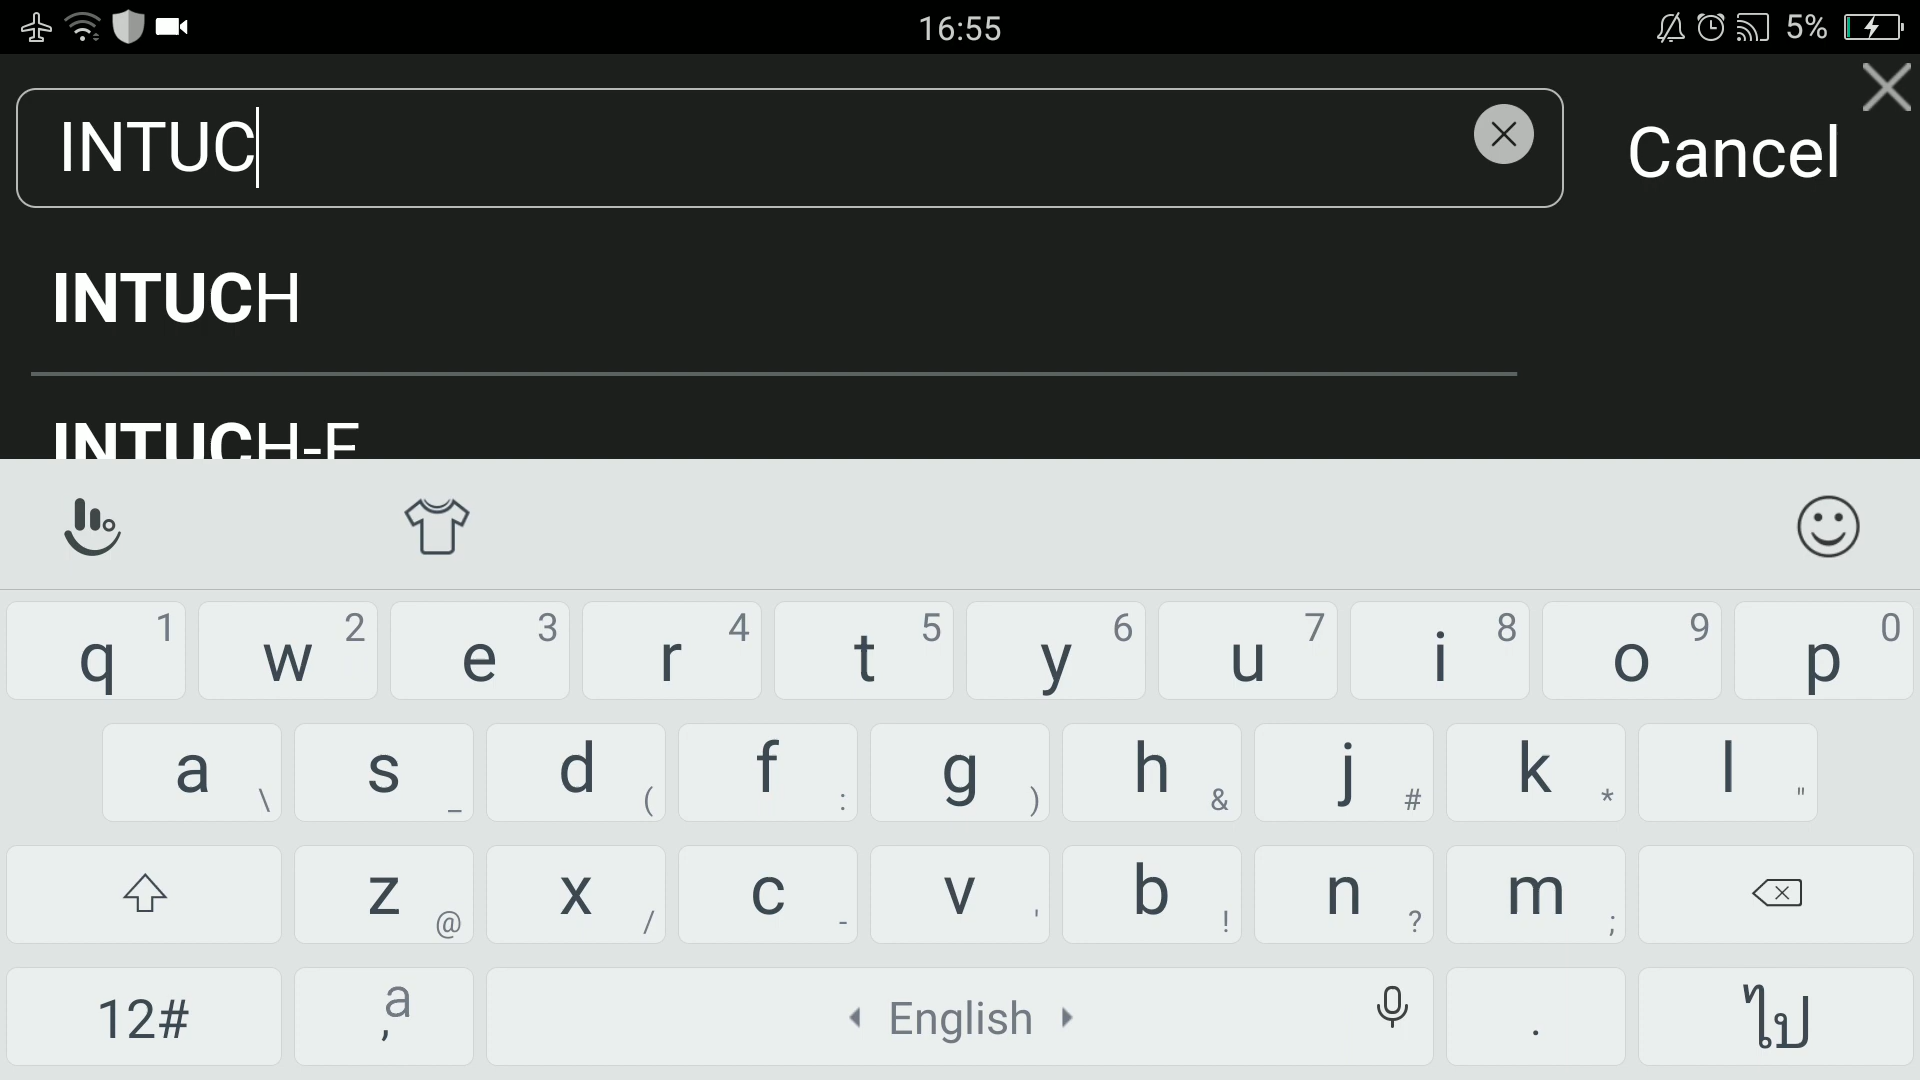 16:55 5%
INTUC
Cancel
INTUCH
INTUCH-F
q 1 w 2 e 3 r 4 t 5 y 6 u 7 i 8 o 9 p 0
a \ s _ d ( f : g ) h & j # k * l "
z @ x / c - v ' b ! n ? m ;
12# , a English . ไป